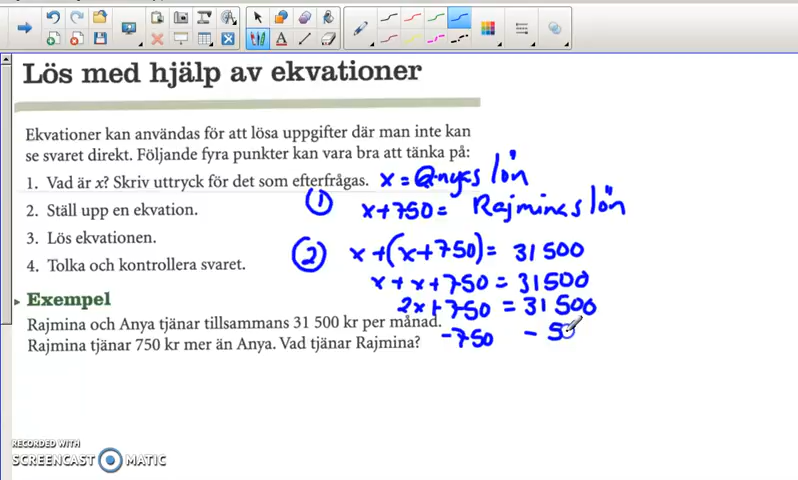 Lös med hjälp av ekvationer
Ekvationer kan användas för att lösa uppgifter där man inte kan
se svaret direkt. Följande fyra punkter kan vara bra att tänka på:
1. Vad är x? Skriv uttryck för det som efterfrågas.
x = Anyas lön
① x+750= Rajminas lön
2. Ställ upp en ekvation.
3. Lös ekvationen.
4. Tolka och kontrollera svaret.
② x+(x+750)= 31500
x+x+750=31500
2x+750 = 31500
-750 - 50
Exempel
Rajmina och Anya tjänar tillsammans 31 500 kr per månad.
Rajmina tjänar 750 kr mer än Anya. Vad tjänar Rajmina?
RECORDED WITH
SCREENCAST MATIC